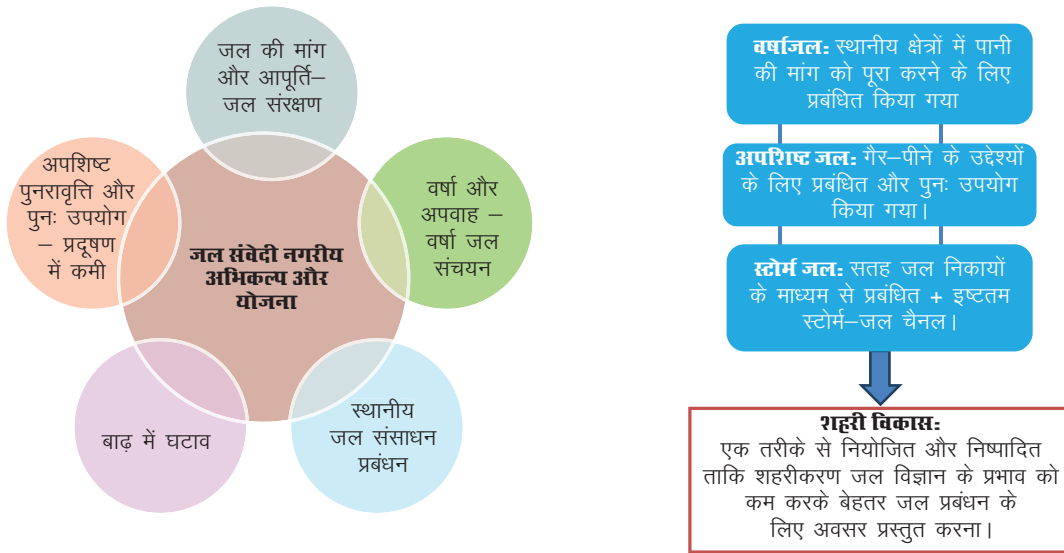 जल की मांग
और आपूर्ति–
जल संरक्षण
अपशिष्ट
पुनरावृत्ति और
पुनः उपयोग
– प्रदूषण
में कमी
वर्षा और
अपवाह –
वर्षा जल
संचयन
जल संवेदी नगरीय
अभिकल्प और
योजना
बाढ़ में घटाव
स्थानीय
जल संसाधन
प्रबंधन
वर्षाजल: स्थानीय क्षेत्रों में पानी
की मांग को पूरा करने के लिए
प्रबंधित किया गया
अपशिष्ट जल: गैर–पीने के उद्देश्यों
के लिए प्रबंधित और पुनः उपयोग
किया गया।
स्टोर्म जल: सतह जल निकायों
के माध्यम से प्रबंधित + इष्टतम
स्टोर्म–जल चैनल।
शहरी विकास:
एक तरीके से नियोजित और निष्पादित
ताकि शहरीकरण जल विज्ञान के प्रभाव को
कम करके बेहतर जल प्रबंधन के
लिए अवसर प्रस्तुत करना।